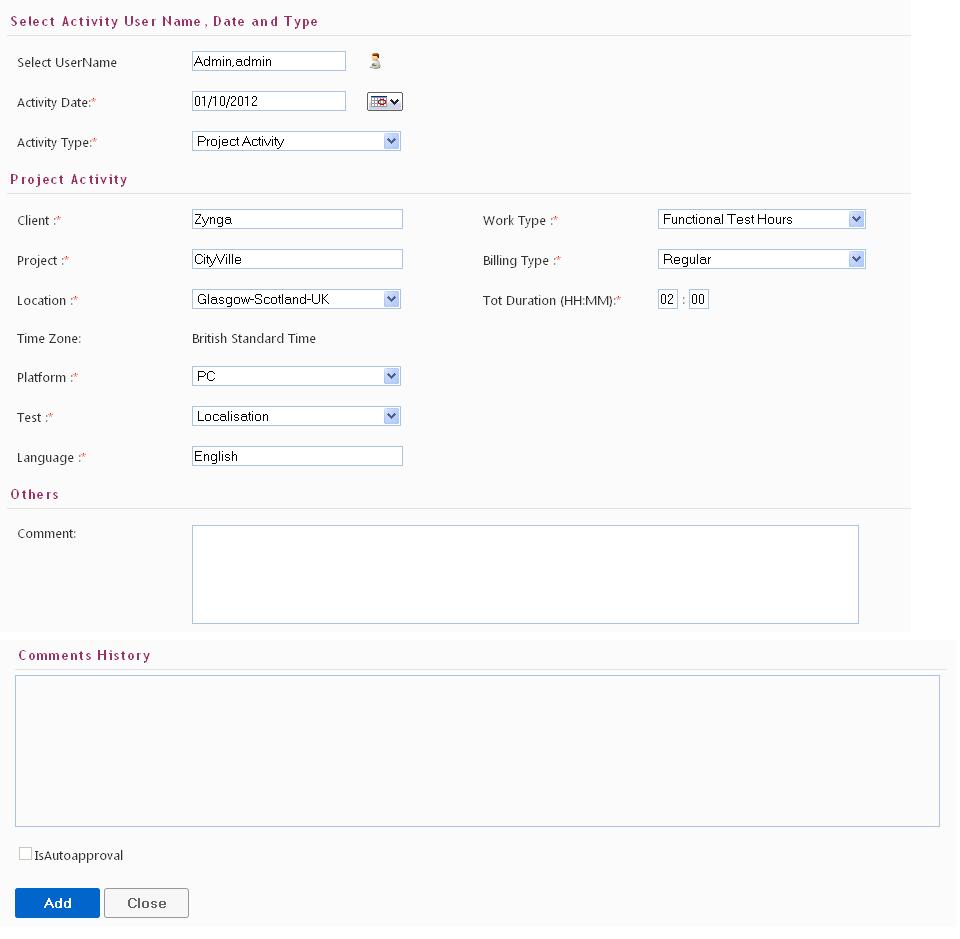 Select Activity User Name, Date and Type
Select UserName Admin,admin
Activity Date:* 01/10/2012
Activity Type:* Project Activity
Project Activity
Client :* Zynga Work Type :* Functional Test Hours
Project :* CityVille Billing Type :* Regular
Location :* Glasgow-Scotland-UK Tot Duration (HH:MM):* 02 : 00
Time Zone: British Standard Time
Platform :* PC
Test :* Localisation
Language :* English
Others
Comment:
Comments History
IsAutoapproval
Add Close